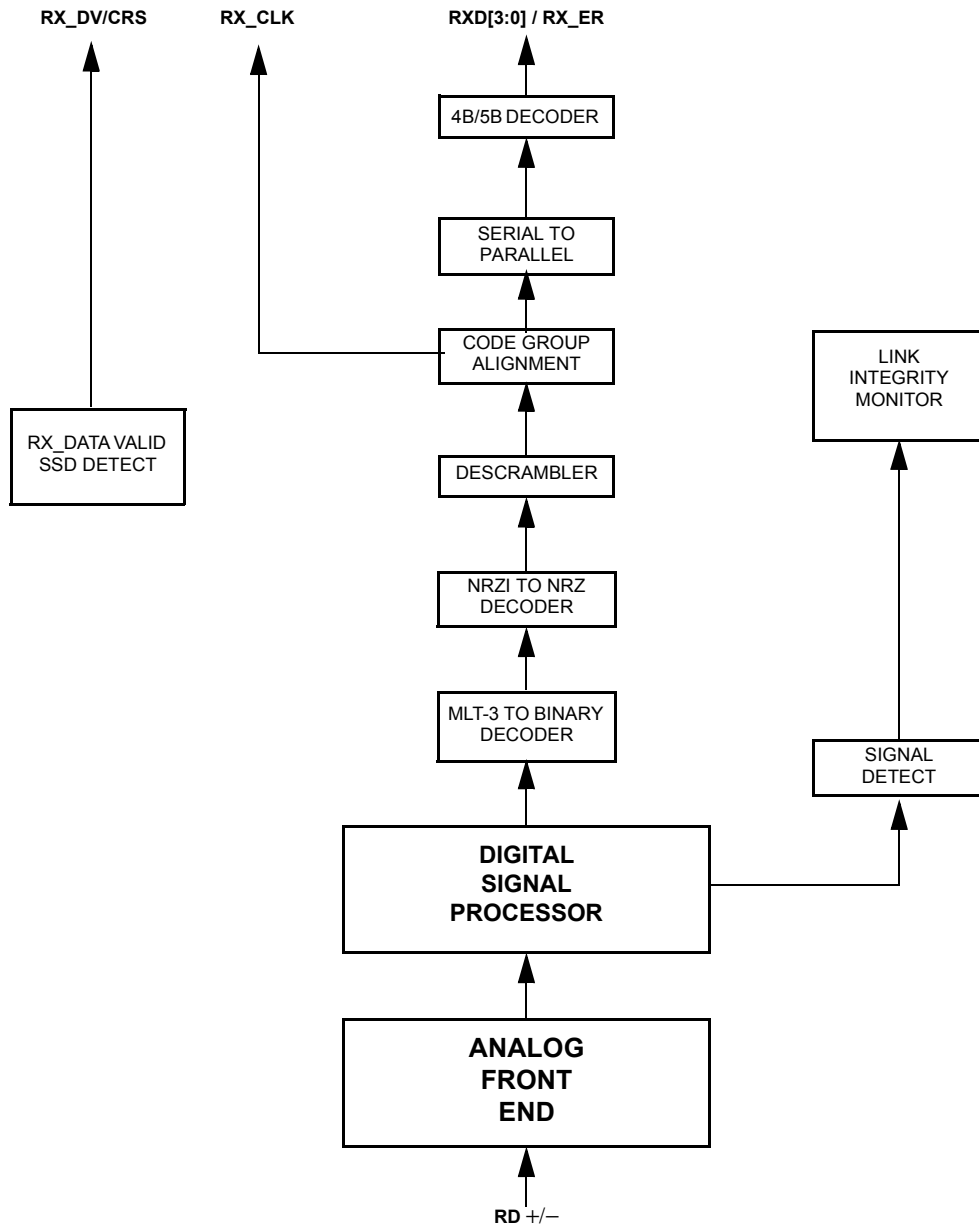 RX_DV/CRS
RX_CLK
RXD[3:0] / RX_ER
4B/5B DECODER
SERIAL TO
PARALLEL
CODE GROUP
ALIGNMENT
LINK
INTEGRITY
MONITOR
RX_DATA VALID
SSD DETECT
DESCRAMBLER
NRZI TO NRZ
DECODER
MLT-3 TO BINARY
DECODER
SIGNAL
DETECT
DIGITAL
SIGNAL
PROCESSOR
ANALOG
FRONT
END
RD +/−